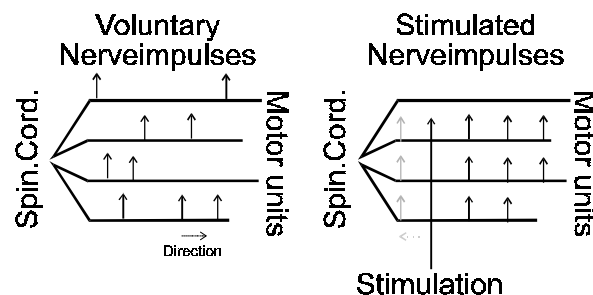 Voluntary
Nerveimpulses
Spin.Cord.
Motor units
Direction
Stimulated
Nerveimpulses
Spin.Cord.
Motor units
Stimulation